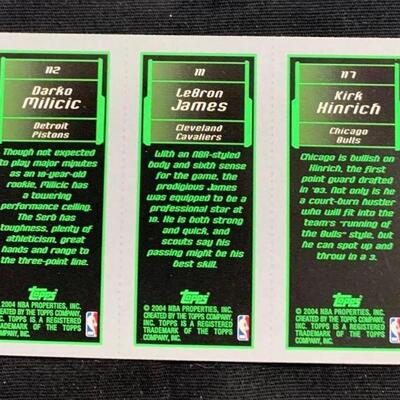 112
Darko
Milicic
Detroit
Pistons
Though not expected
to play major minutes
as an 18-year-old
rookie, Milicic has
a towering
performance ceiling.
The Serb has
toughness, plenty of
athleticism, great
hands and range to
the three-point line.
Topps
© 2004 NBA PROPERTIES, INC.
CREATED BY THE TOPPS COMPANY,
INC. TOPPS IS A REGISTERED
TRADEMARK OF THE TOPPS
COMPANY, INC.
111
LeBron
James
Cleveland
Cavaliers
With an NBA-styled
body and sixth sense
for the game, the
prodigious James
was equipped to be a
professional star at
18. He is both strong
and quick, and
scouts say his
passing might be his
best skill.
Topps
© 2004 NBA PROPERTIES, INC.
CREATED BY THE TOPPS COMPANY,
INC. TOPPS IS A REGISTERED
TRADEMARK OF THE TOPPS
COMPANY, INC.
117
Kirk
Hinrich
Chicago
Bulls
Chicago is bullish on
Hinrich, the first
point guard drafted
in '03. Not only is he
a court-burn hustler
who will fit into the
team's "running of
the Bulls" style, but
he can spot up and
throw in a 3.
Topps
© 2004 NBA PROPERTIES, INC.
CREATED BY THE TOPPS COMPANY,
INC. TOPPS IS A REGISTERED
TRADEMARK OF THE TOPPS
COMPANY, INC.